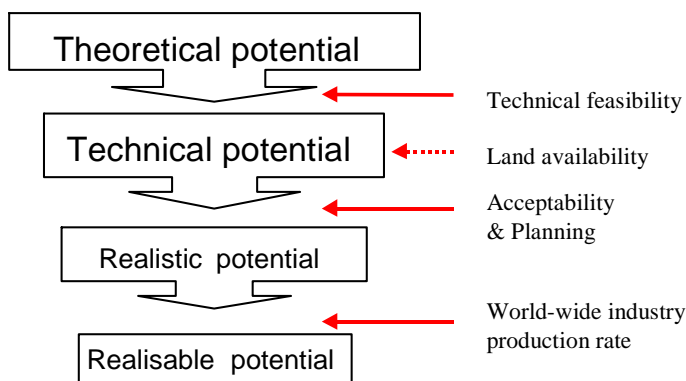 Theoretical potential
Technical feasibility
Technical potential
Land availability
Acceptability
& Planning
Realistic potential
World-wide industry
production rate
Realisable potential